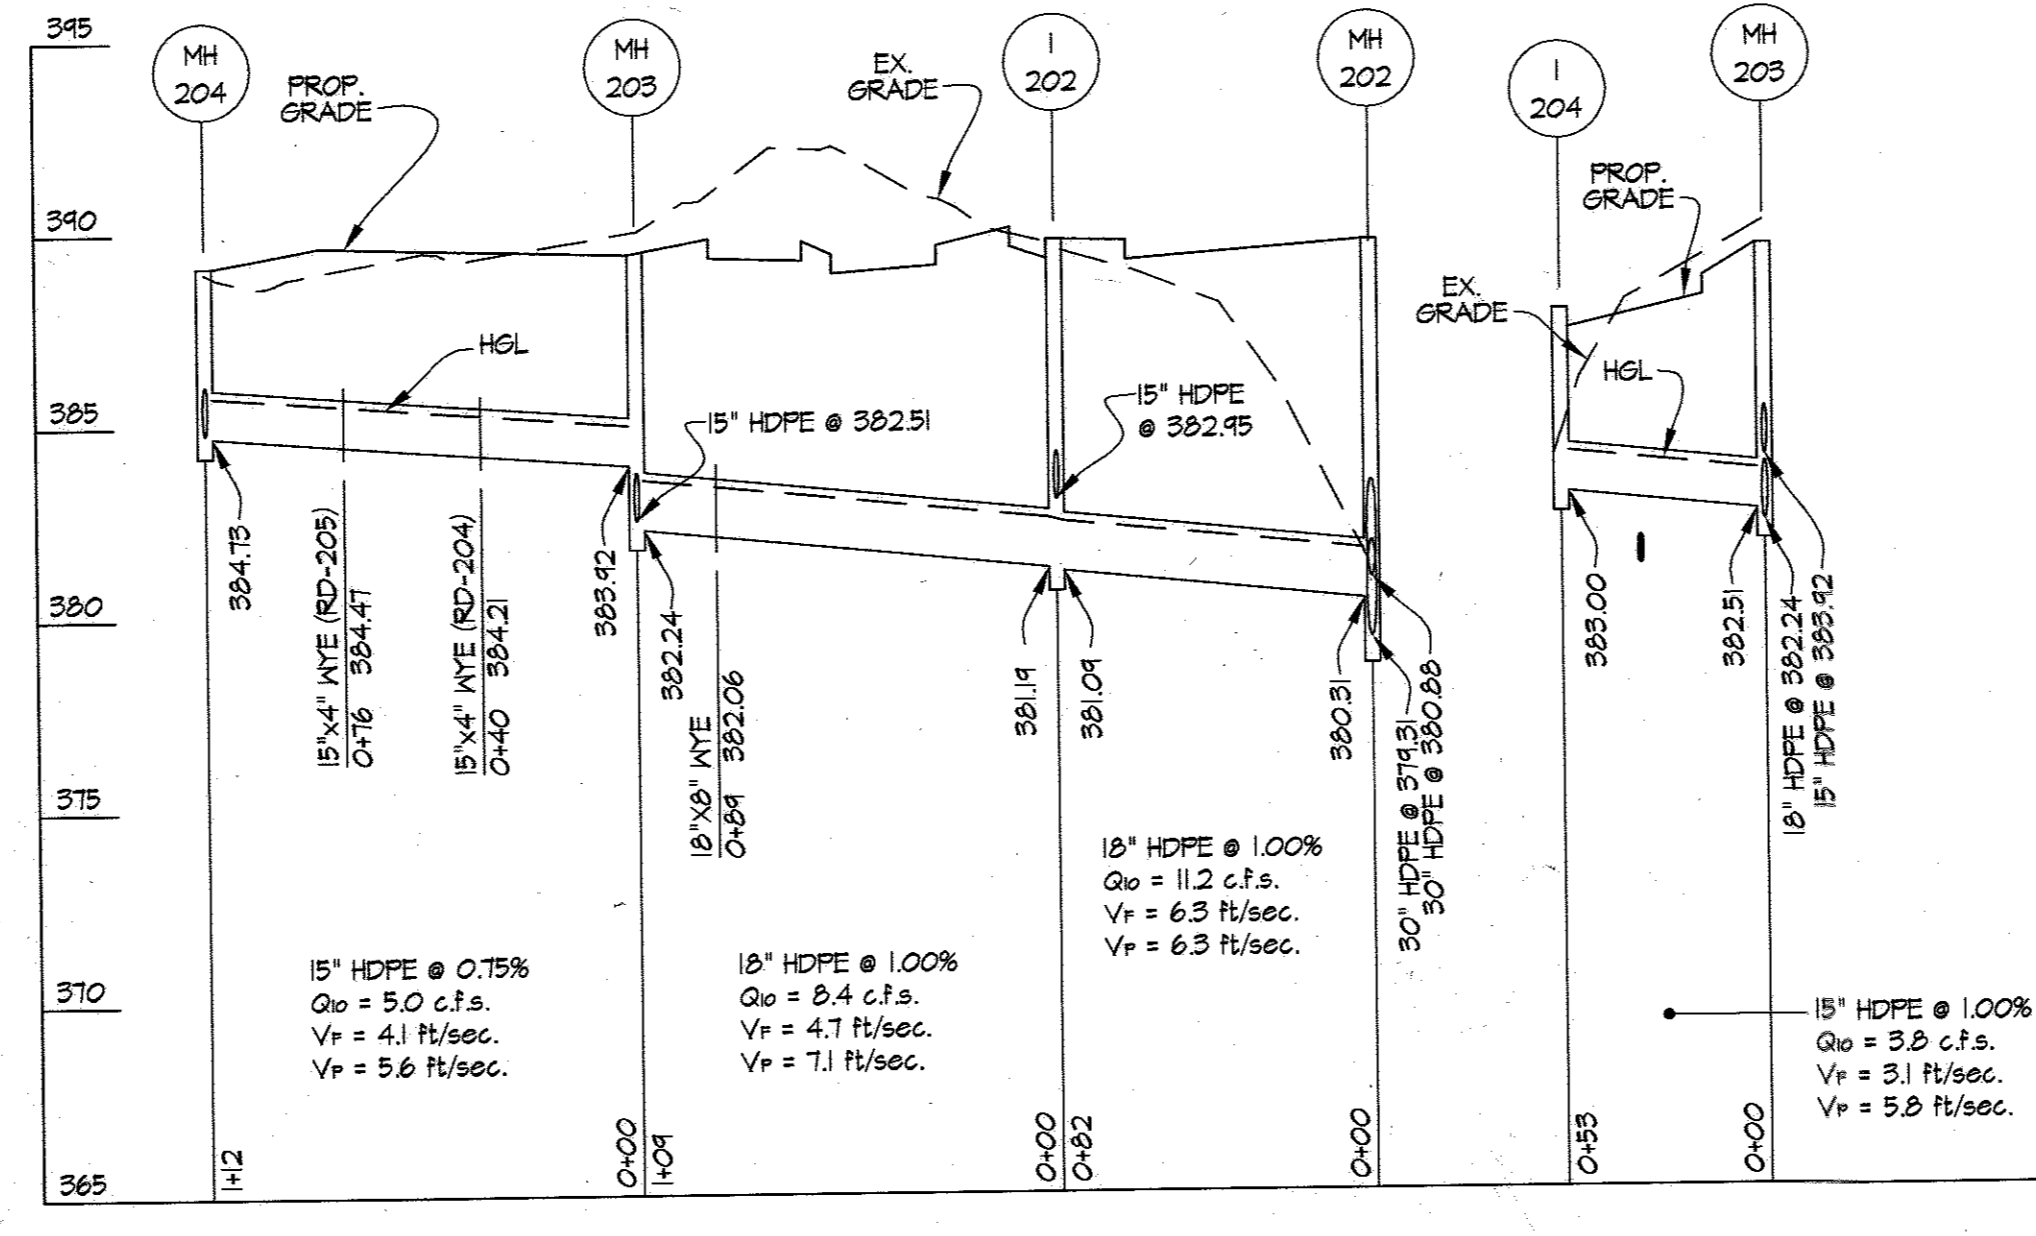 395
390
385
380
375
370
365
MH
204
PROP.
GRADE
MH
203
EX.
GRADE
I
202
MH
202
I
204
MH
203
PROP.
GRADE
EX.
GRADE
HGL
HGL
15" HDPE @ 382.51
15" HDPE
@ 382.95
384.73
15"x4" WYE (RD-205)
0+76 384.47
15"x4" WYE (RD-204)
0+40 384.21
383.92
382.24
18"x8" WYE
0+89 382.06
381.19
381.09
380.31
30" HDPE @ 379.31
30" HDPE @ 380.88
383.00
382.51
18" HDPE @ 382.24
15" HDPE @ 383.92
15" HDPE @ 0.75%
Q10 = 5.0 c.f.s.
VF = 4.1 ft/sec.
VP = 5.6 ft/sec.
18" HDPE @ 1.00%
Q10 = 8.4 c.f.s.
VF = 4.7 ft/sec.
VP = 7.1 ft/sec.
18" HDPE @ 1.00%
Q10 = 11.2 c.f.s.
VF = 6.3 ft/sec.
VP = 6.3 ft/sec.
15" HDPE @ 1.00%
Q10 = 3.8 c.f.s.
VF = 3.1 ft/sec.
VP = 5.8 ft/sec.
1+12
0+00
1+09
0+00
0+82
0+00
0+53
0+00